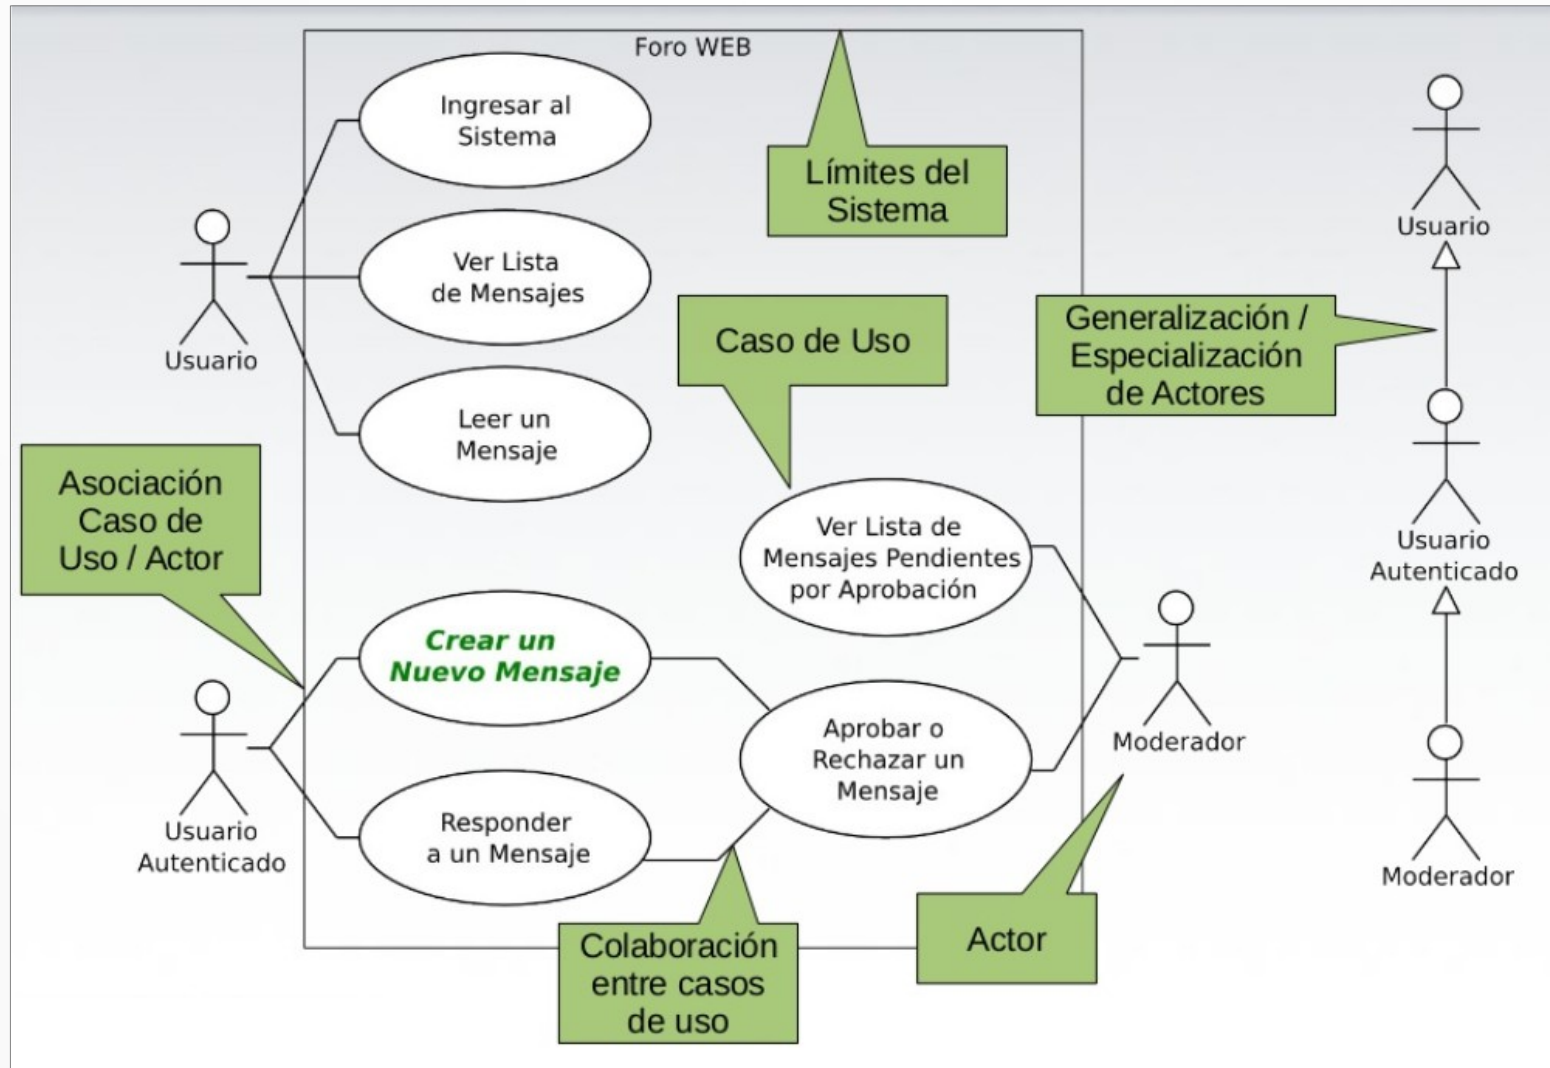 Foro WEB
Ingresar al
Sistema
Límites del
Sistema
Usuario
Ver Lista
de Mensajes
Usuario
Caso de Uso
Generalización /
Especialización
de Actores
Leer un
Mensaje
Asociación
Caso de
Uso / Actor
Ver Lista de
Mensajes Pendientes
por Aprobación
Usuario
Autenticado
Crear un
Nuevo Mensaje
Aprobar o
Rechazar un
Mensaje
Moderador
Usuario
Autenticado
Responder
a un Mensaje
Moderador
Colaboración
entre casos
de uso
Actor